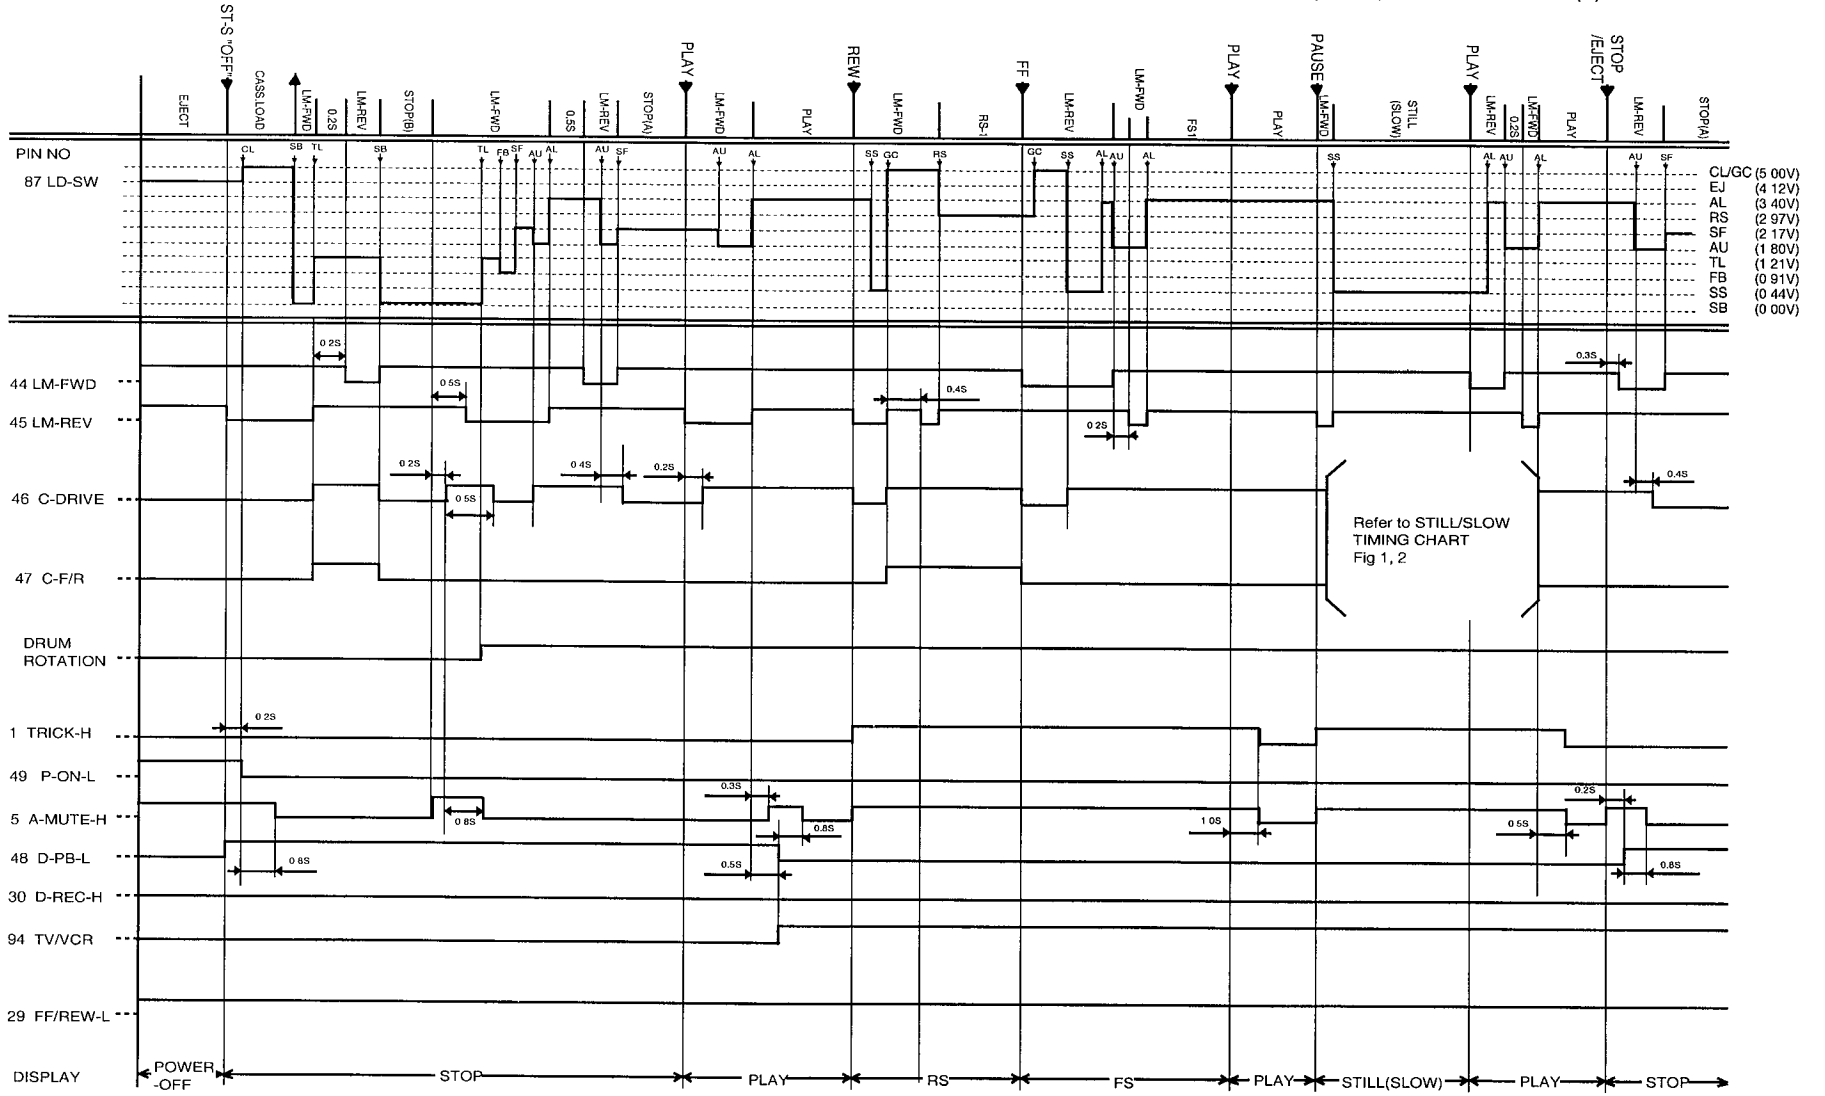 ST-S "OFF"
PLAY
REW
FF
PLAY
PAUSE
PLAY
STOP
/EJECT
EJECT
CASS.LOAD
LM-FWD
0.2S
LM-REV
STOP(B)
LM-FWD
0.5S
LM-REV
STOP(A)
LM-FWD
PLAY
LM-FWD
RS-1
LM-REV
LM-FWD
FS1
PLAY
LM-FWD
STILL
(SLOW)
LM-REV
0.2S
LM-FWD
PLAY
LM-REV
STOP(A)
PIN NO
CL SB TL SB TL FB SF AU AL AU SF AU AL SS GC RS GC SS AL AU AL SS AL AU AL AU SF
87 LD-SW
CL/GC (5 00V)
EJ (4 12V)
AL (3 40V)
RS (2 97V)
SF (2 17V)
AU (1 80V)
TL (1 21V)
FB (0 91V)
SS (0 44V)
SB (0 00V)
0 2S
0.3S
44 LM-FWD
0 5S
0.4S
45 LM-REV
0 2S
0 2S
0 4S
0.2S
0.4S
46 C-DRIVE
0 5S
Refer to STILL/SLOW
TIMING CHART
Fig 1, 2
47 C-F/R
DRUM
ROTATION
0 2S
1 TRICK-H
49 P-ON-L
0.3S
0.2S
5 A-MUTE-H
0 8S
0.8S
1 0S
0 5S
48 D-PB-L
0 8S
0.5S
0.8S
30 D-REC-H
94 TV/VCR
29 FF/REW-L
DISPLAY
POWER
-OFF
STOP
PLAY
RS
FS
PLAY
STILL(SLOW)
PLAY
STOP